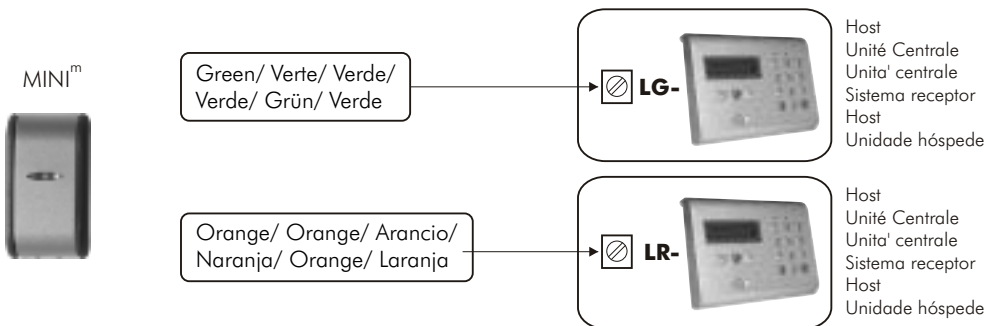 MINIᵐ
Green/ Verte/ Verde/
Verde/ Grün/ Verde
LG-
Host
Unité Centrale
Unita' centrale
Sistema receptor
Host
Unidade hóspede
Orange/ Orange/ Arancio/
Naranja/ Orange/ Laranja
LR-
Host
Unité Centrale
Unita' centrale
Sistema receptor
Host
Unidade hóspede